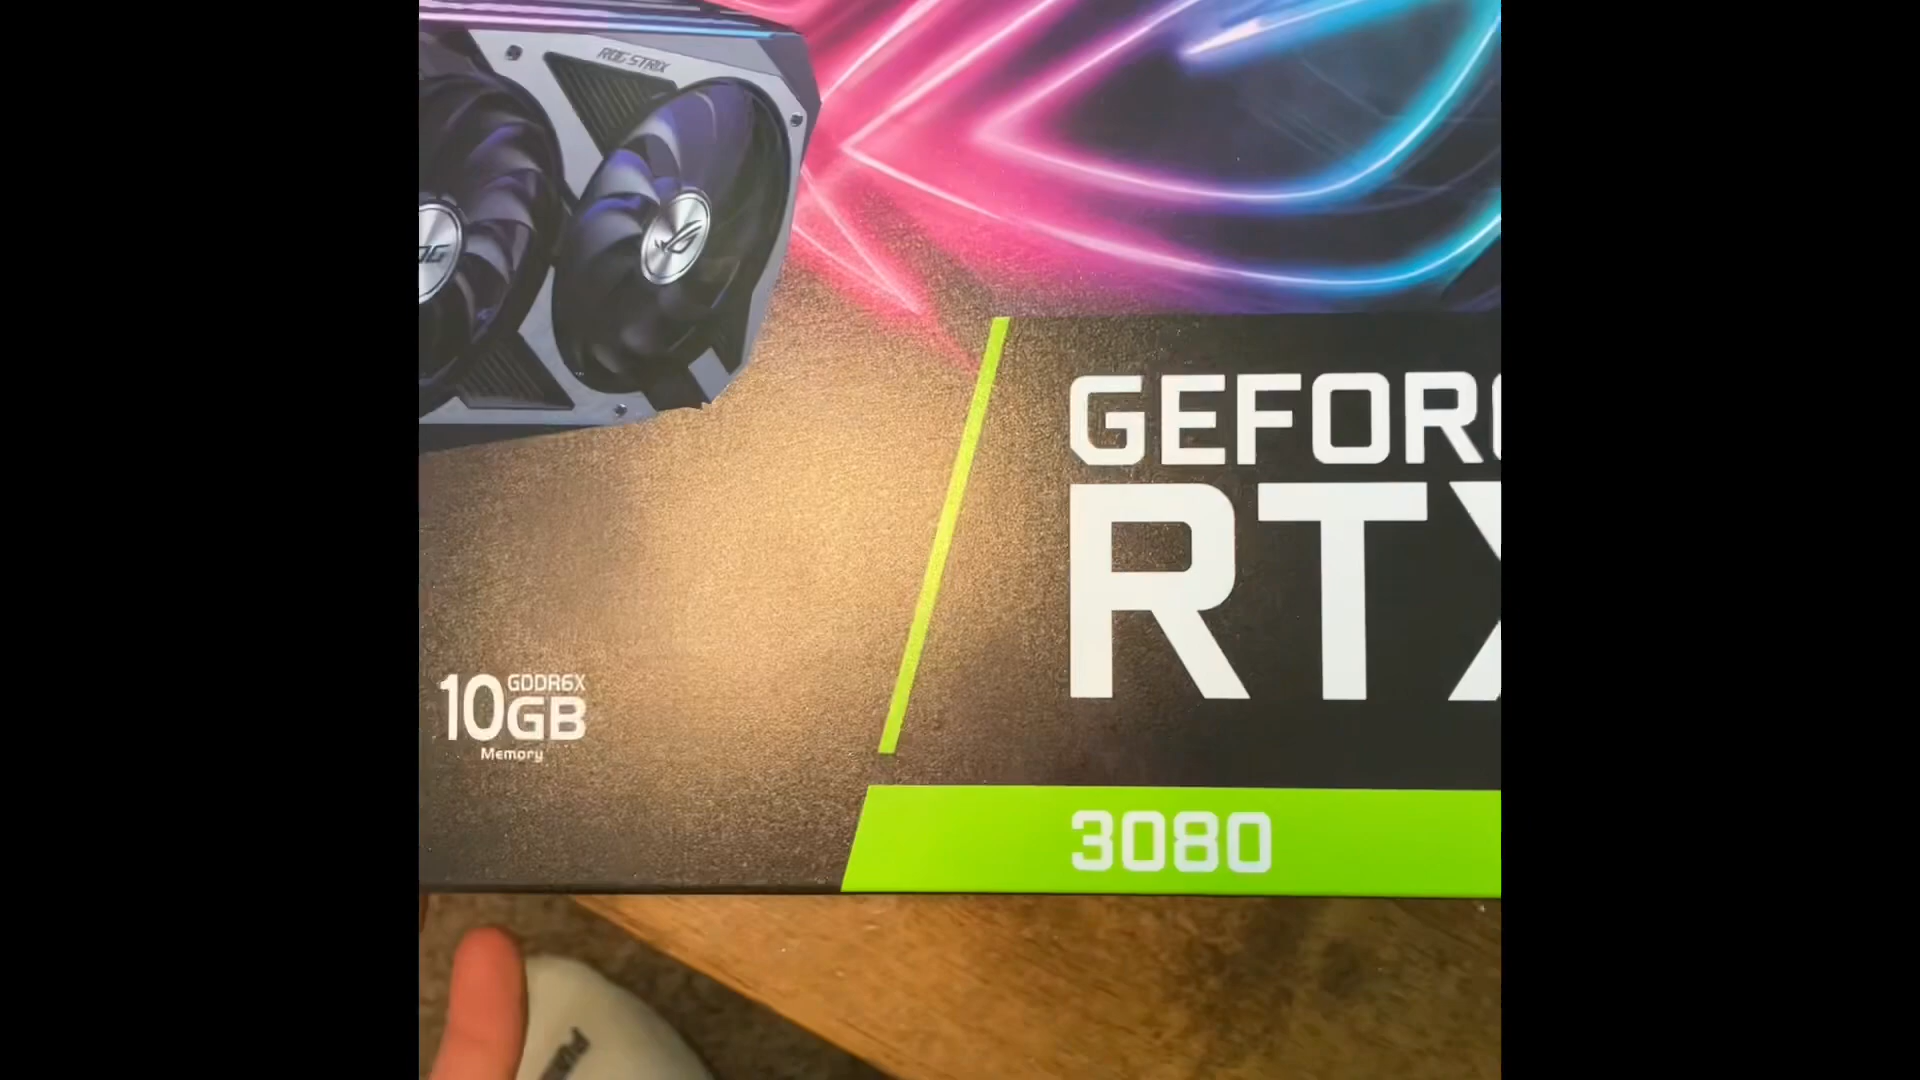 ROG STRIX
GEFORC
RTX
10GB
GDDR6X
Memory
3080